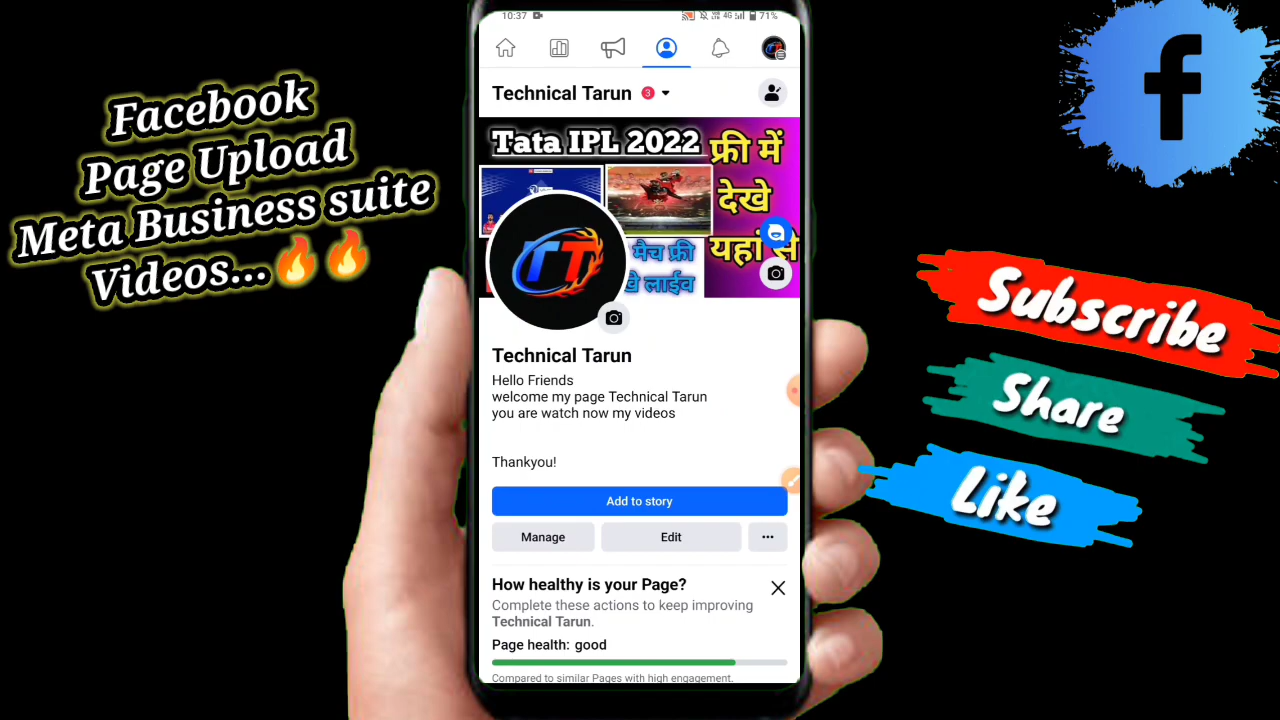 Facebook
Page Upload
Meta Business suite
Videos...🔥🔥
10:37
4G
71%
Technical Tarun 3
Tata IPL 2022
फ्री में
देखे
यहां से
मैच फ्री
लाईव
TT
Technical Tarun
Hello Friends
welcome my page Technical Tarun
you are watch now my videos
Thankyou!
Add to story
Manage
Edit
...
How healthy is your Page?
Complete these actions to keep improving
Technical Tarun.
Page health: good
Compared to similar Pages with high engagement.
f
Subscribe
Share
Like